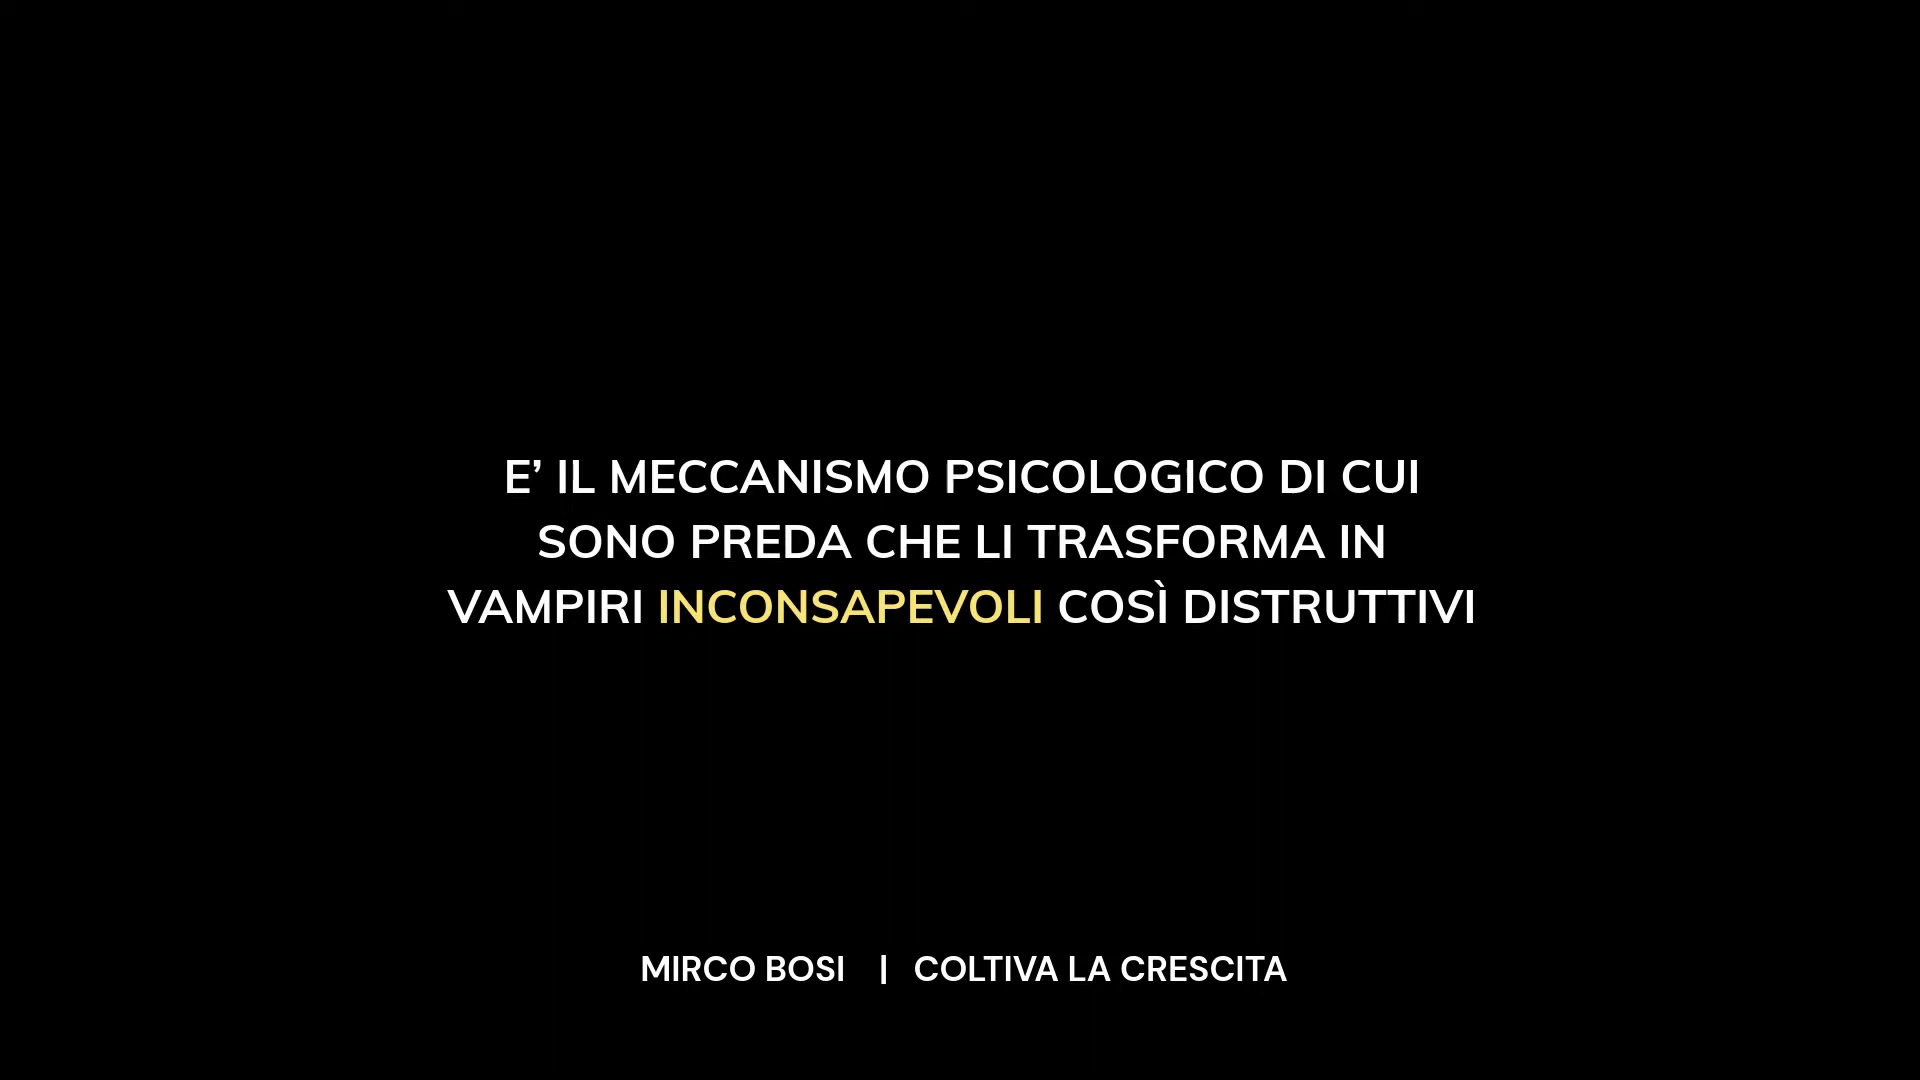 E’ IL MECCANISMO PSICOLOGICO DI CUI
SONO PREDA CHE LI TRASFORMA IN
VAMPIRI INCONSAPEVOLI COSÌ DISTRUTTIVI
MIRCO BOSI | COLTIVA LA CRESCITA